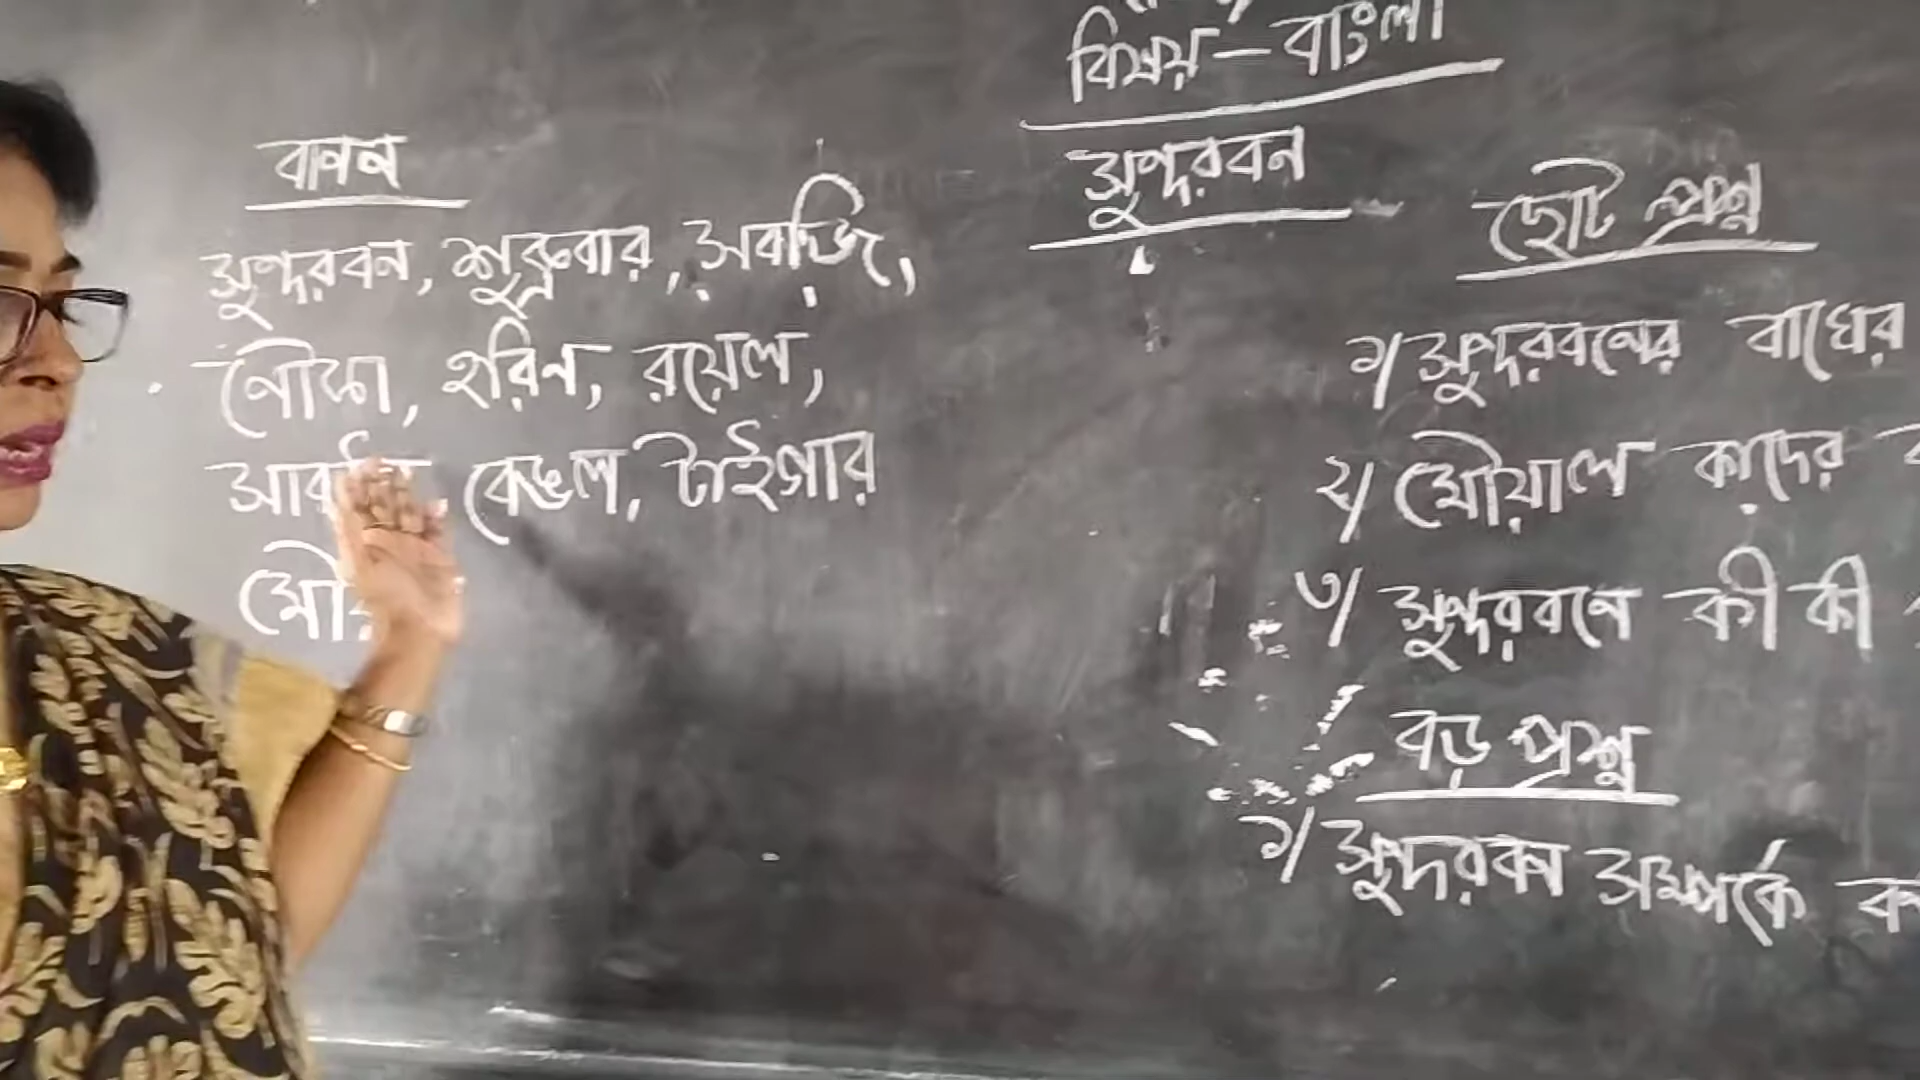 বিষয় – বাংলা
সুন্দরবন
বানান
সুন্দরবন, শুক্রবার, সবজি,
নৌকা, হরিন, রয়েল,
বেঙল, টাইগার
ছোট প্রশ্ন
১/ সুন্দরবনের বাঘের
২/ মৌয়াল কাদের
৩/ সুন্দরবনে কী কী
বড় প্রশ্ন
১/ সুন্দরবন সম্পর্কে